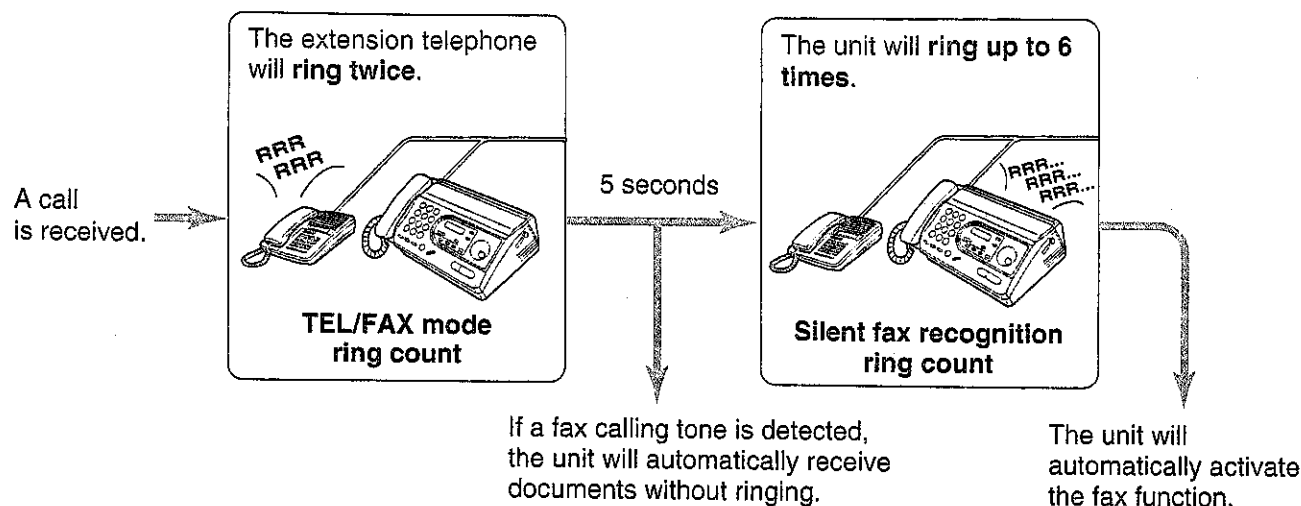 The extension telephone
will ring twice.
RRR
RRR
TEL/FAX mode
ring count
A call
is received.
5 seconds
The unit will ring up to 6
times.
RRR...
RRR...
RRR...
Silent fax recognition
ring count
If a fax calling tone is detected,
the unit will automatically receive
documents without ringing.
The unit will
automatically activate
the fax function.